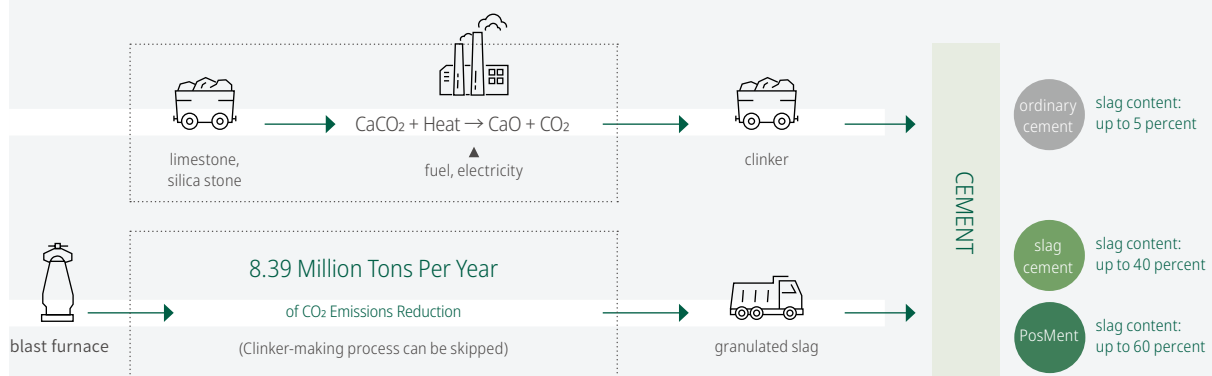 CaCO₂ + Heat → CaO + CO₂
limestone,
silica stone
▲
fuel, electricity
clinker
8.39 Million Tons Per Year
of CO₂ Emissions Reduction
(Clinker-making process can be skipped)
blast furnace
granulated slag
CEMENT
ordinary
cement
slag content:
up to 5 percent
slag
cement
slag content:
up to 40 percent
PosMent
slag content:
up to 60 percent